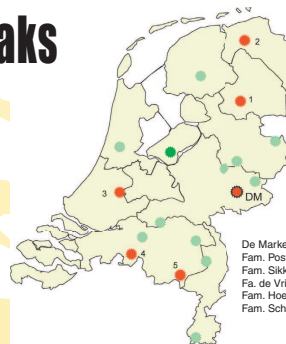 aks
2
1
3
DM
4
5
De Marke
Fam. Pos
Fam. Sikk
Fa. de Vri
Fam. Hoe
Fam. Sch